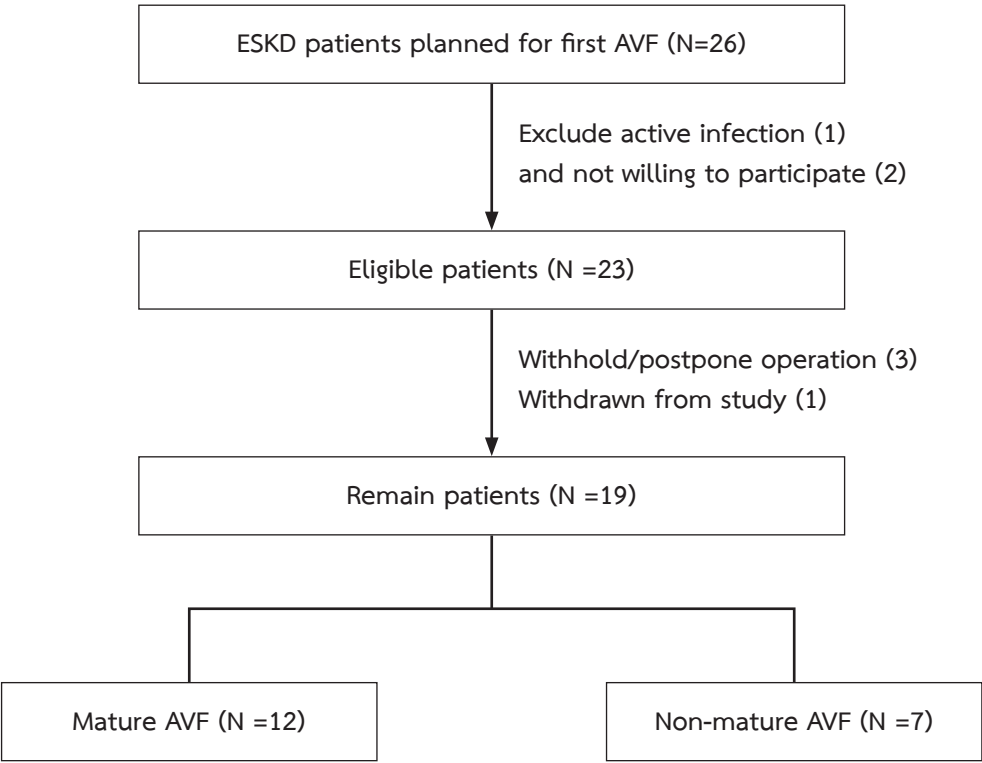 ESKD patients planned for first AVF (N=26)
Exclude active infection (1)
and not willing to participate (2)
Eligible patients (N =23)
Withhold/postpone operation (3)
Withdrawn from study (1)
Remain patients (N =19)
Mature AVF (N =12)
Non-mature AVF (N =7)